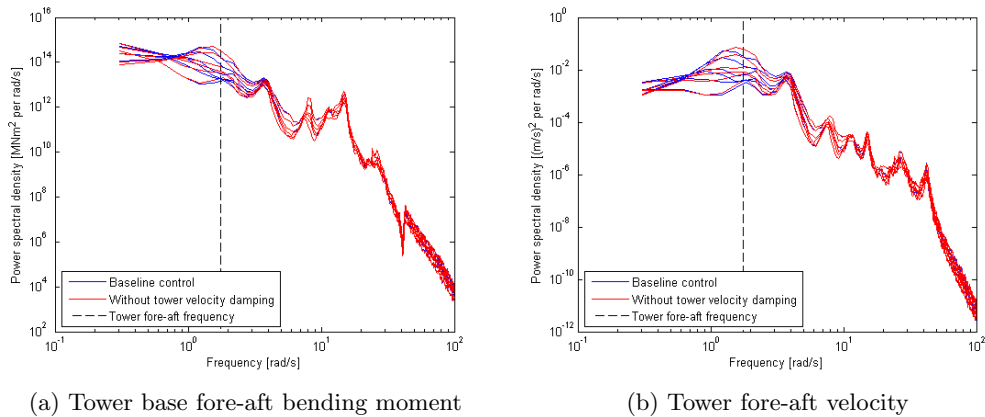 10^16
10^14
10^12
10^10
10^8
10^6
10^4
10^2
Power spectral density [MNm^2 per rad/s]
Baseline control
Without tower velocity damping
Tower fore-aft frequency
10^-1
10^0
10^1
10^2
Frequency [rad/s]
(a) Tower base fore-aft bending moment
10^0
10^-2
10^-4
10^-6
10^-8
10^-10
10^-12
Power spectral density [(m/s)^2 per rad/s]
Baseline control
Without tower velocity damping
Tower fore-aft frequency
10^-1
10^0
10^1
10^2
Frequency [rad/s]
(b) Tower fore-aft velocity